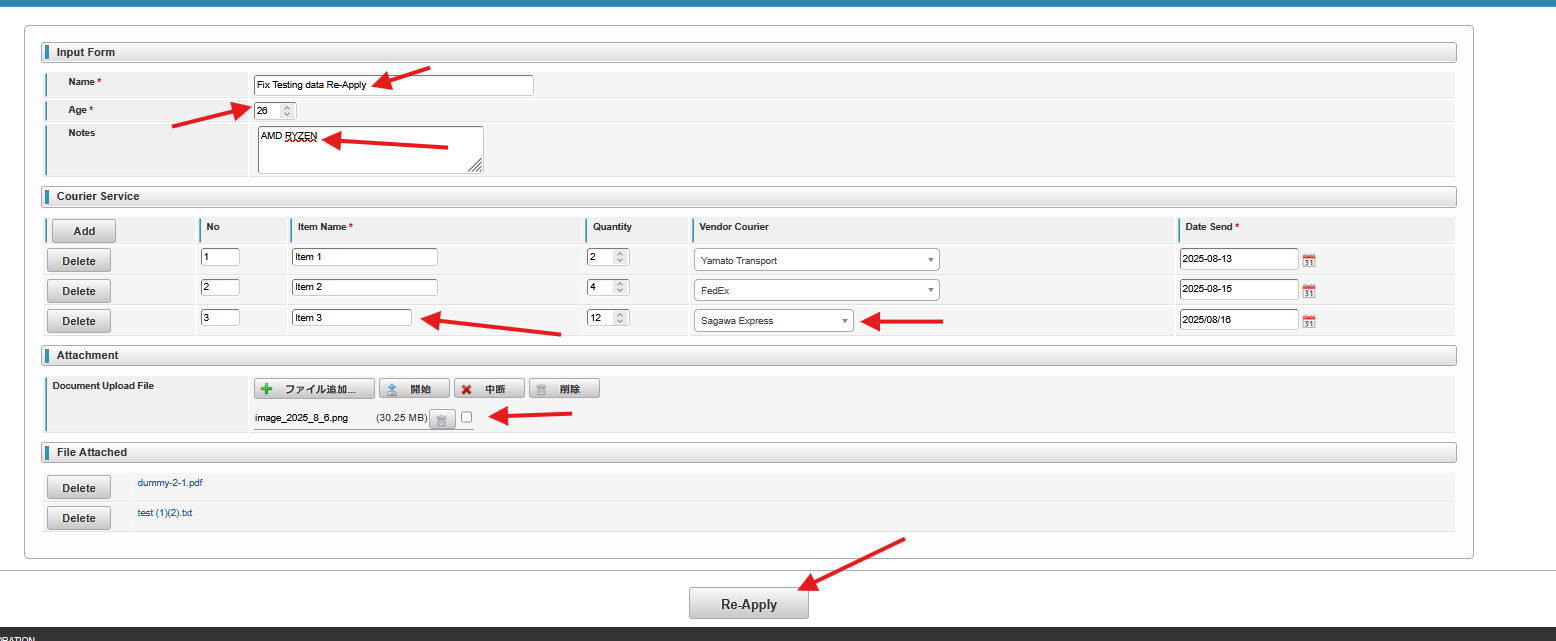 Input Form
Name * Fix Testing data Re-Apply
Age * 26
Notes AMD RYZEN
Courier Service
Add No Item Name * Quantity Vendor Courier Date Send *
Delete 1 Item 1 2 Yamato Transport 2025-08-13 31
Delete 2 Item 2 4 FedEx 2025-08-15 31
Delete 3 Item 3 12 Sagawa Express 2025/08/16 31
Attachment
Document Upload File ファイル追加... 開始 中断 削除
image_2025_8_6.png (30.25 MB)
File Attached
Delete dummy-2-1.pdf
Delete test (1)(2).txt
Re-Apply